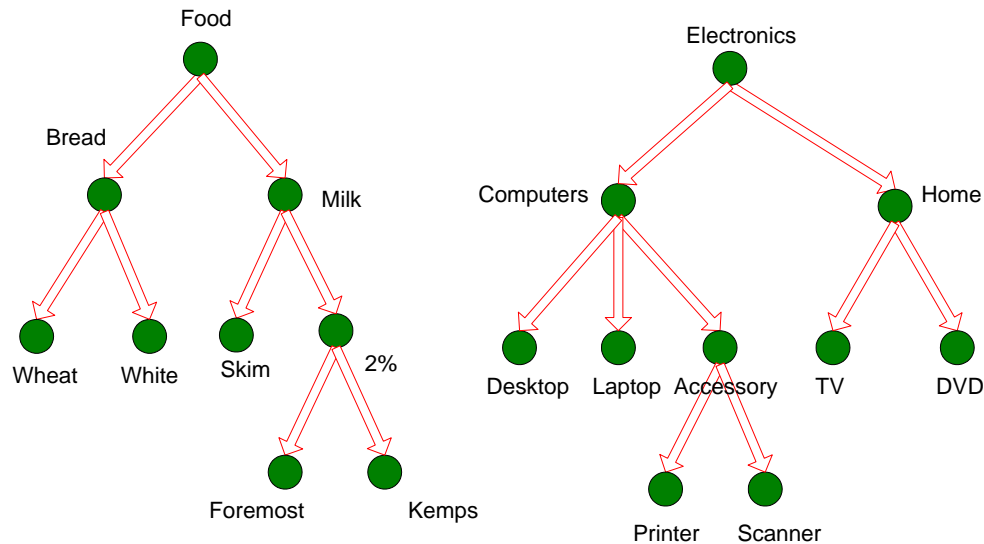 Food
Electronics
Bread
Milk
Computers
Home
Wheat
White
Skim
2%
Desktop
Laptop
Accessory
TV
DVD
Foremost
Kemps
Printer
Scanner